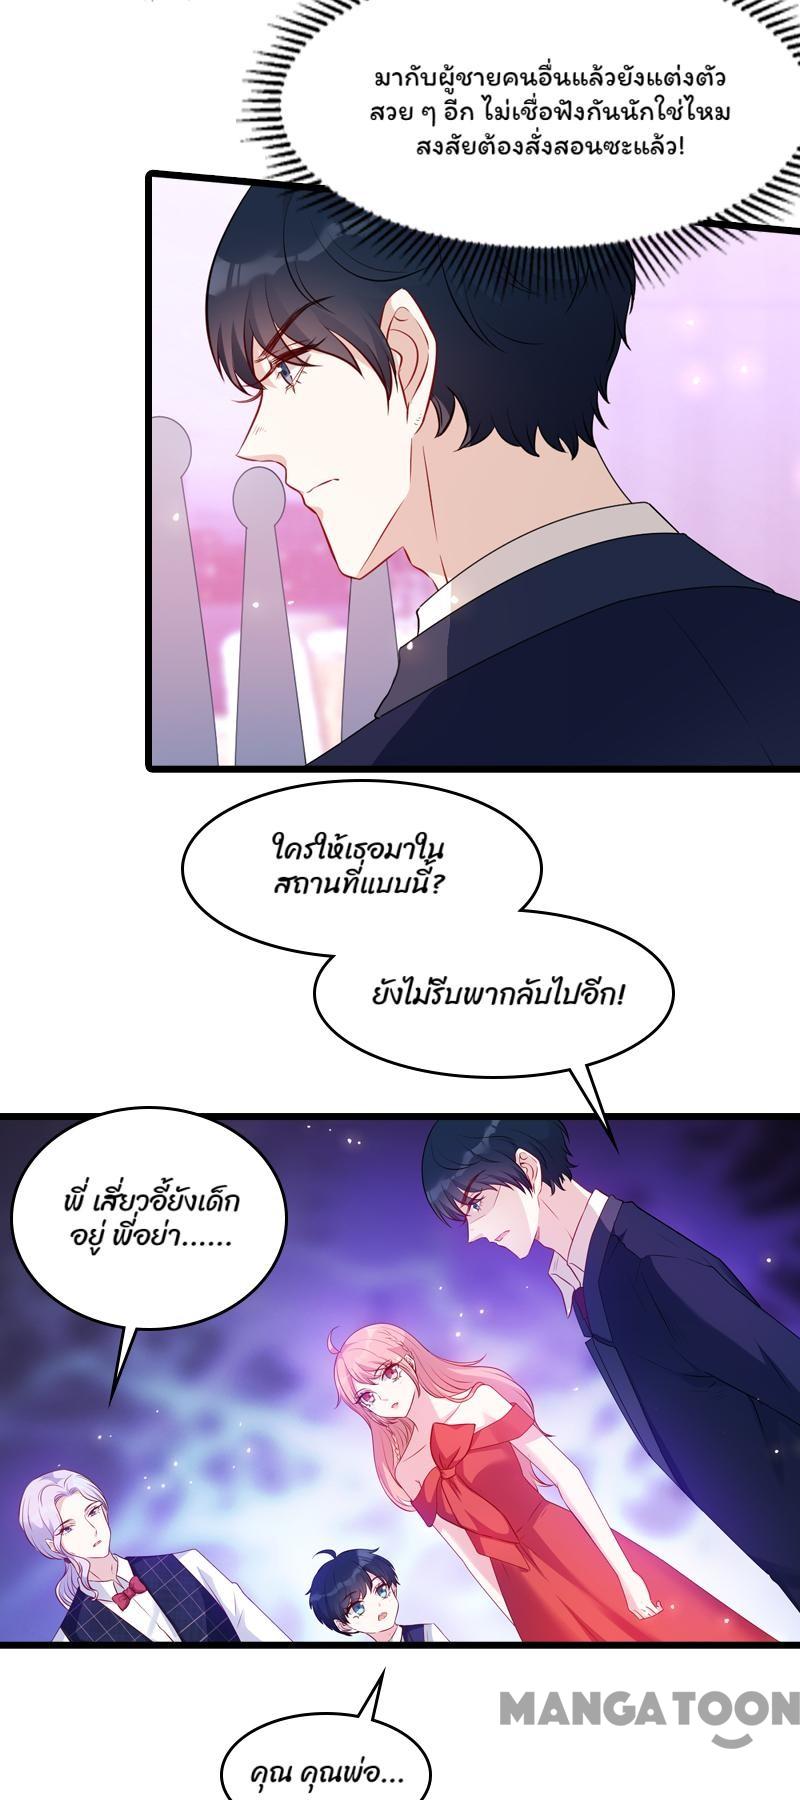 มากับผู้ชายคนอื่นแล้วยังแต่งตัว
สวย ๆ อีก ไม่เชื่อฟังกันนักใช่ไหม
สงสัยต้องสั่งสอนซะแล้ว!
ใครให้เธอมาใน
สถานที่แบบนี้?
ยังไม่รีบพากลับไปอีก!
พี่ เสี่ยวอี้ยังเด็ก
อยู่ พี่อย่า......
MANGATOON
คุณ คุณพ่อ...